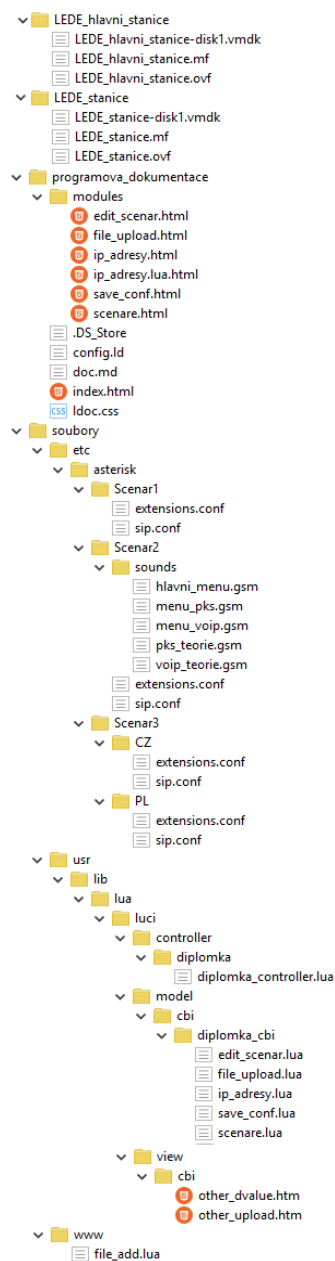 LEDE_hlavni_stanice
LEDE_hlavni_stanice-disk1.vmdk
LEDE_hlavni_stanice.mf
LEDE_hlavni_stanice.ovf
LEDE_stanice
LEDE_stanice-disk1.vmdk
LEDE_stanice.mf
LEDE_stanice.ovf
programova_dokumentace
modules
edit_scenar.html
file_upload.html
ip_adresy.html
ip_adresy.lua.html
save_conf.html
scenare.html
.DS_Store
config.ld
doc.md
index.html
CSS ldoc.css
soubory
etc
asterisk
Scenar1
extensions.conf
sip.conf
Scenar2
sounds
hlavni_menu.gsm
menu_pks.gsm
menu_voip.gsm
pks_teorie.gsm
voip_teorie.gsm
extensions.conf
sip.conf
Scenar3
CZ
extensions.conf
sip.conf
PL
extensions.conf
sip.conf
usr
lib
lua
luci
controller
diplomka
diplomka_controller.lua
model
cbi
diplomka_cbi
edit_scenar.lua
file_upload.lua
ip_adresy.lua
save_conf.lua
scenare.lua
view
cbi
other_dvalue.htm
other_upload.htm
www
file_add.lua